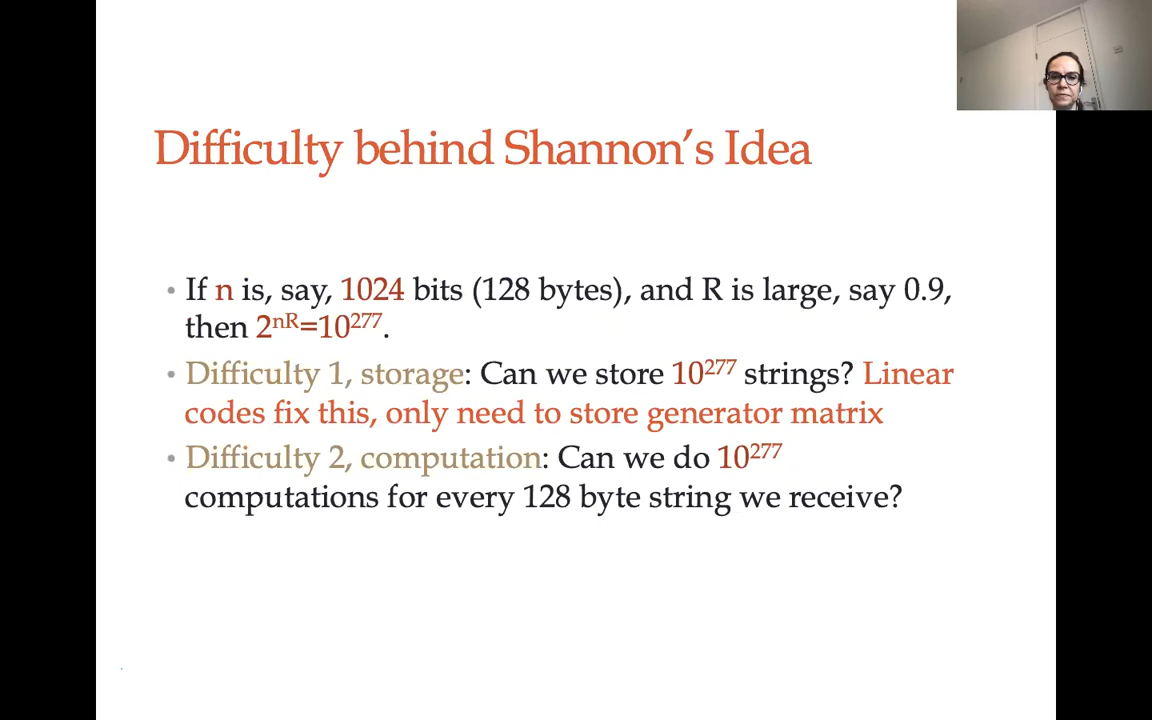 Difficulty behind Shannon's Idea
• If n is, say, 1024 bits (128 bytes), and R is large, say 0.9,
then 2ⁿᴿ=10²⁷⁷.
• Difficulty 1, storage: Can we store 10²⁷⁷ strings? Linear
codes fix this, only need to store generator matrix
• Difficulty 2, computation: Can we do 10²⁷⁷
computations for every 128 byte string we receive?